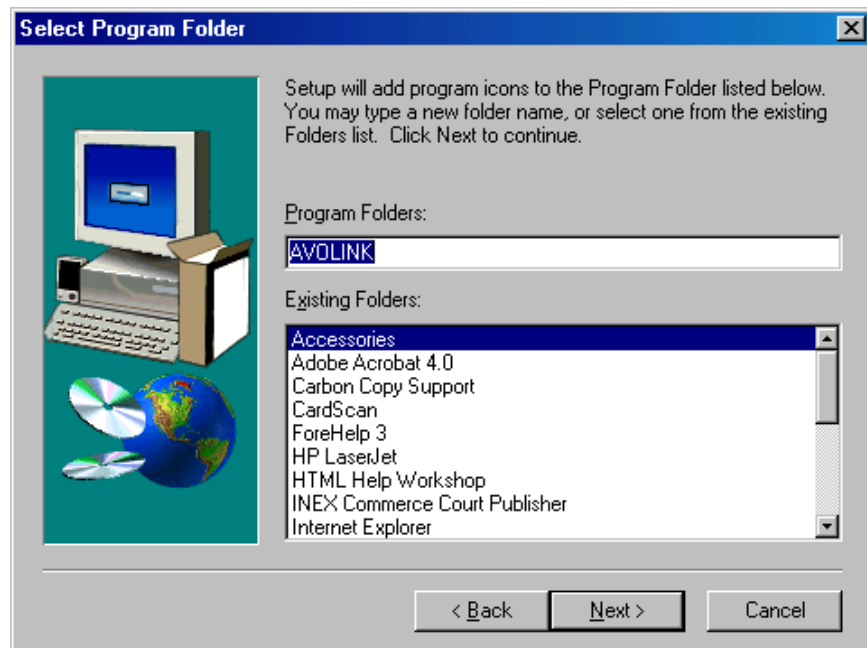 Select Program Folder
Setup will add program icons to the Program Folder listed below.
You may type a new folder name, or select one from the existing
Folders list.  Click Next to continue.
Program Folders:
AVOLINK
Existing Folders:
Accessories
Adobe Acrobat 4.0
Carbon Copy Support
CardScan
ForeHelp 3
HP LaserJet
HTML Help Workshop
INEX Commerce Court Publisher
Internet Explorer
< Back
Next >
Cancel